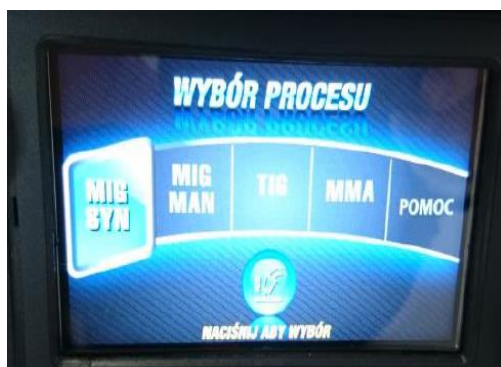 WYBÓR PROCESU
MIG
SYN
MIG
MAN
TIG
MMA
POMOC
NACIŚNIJ ABY WYBÓR